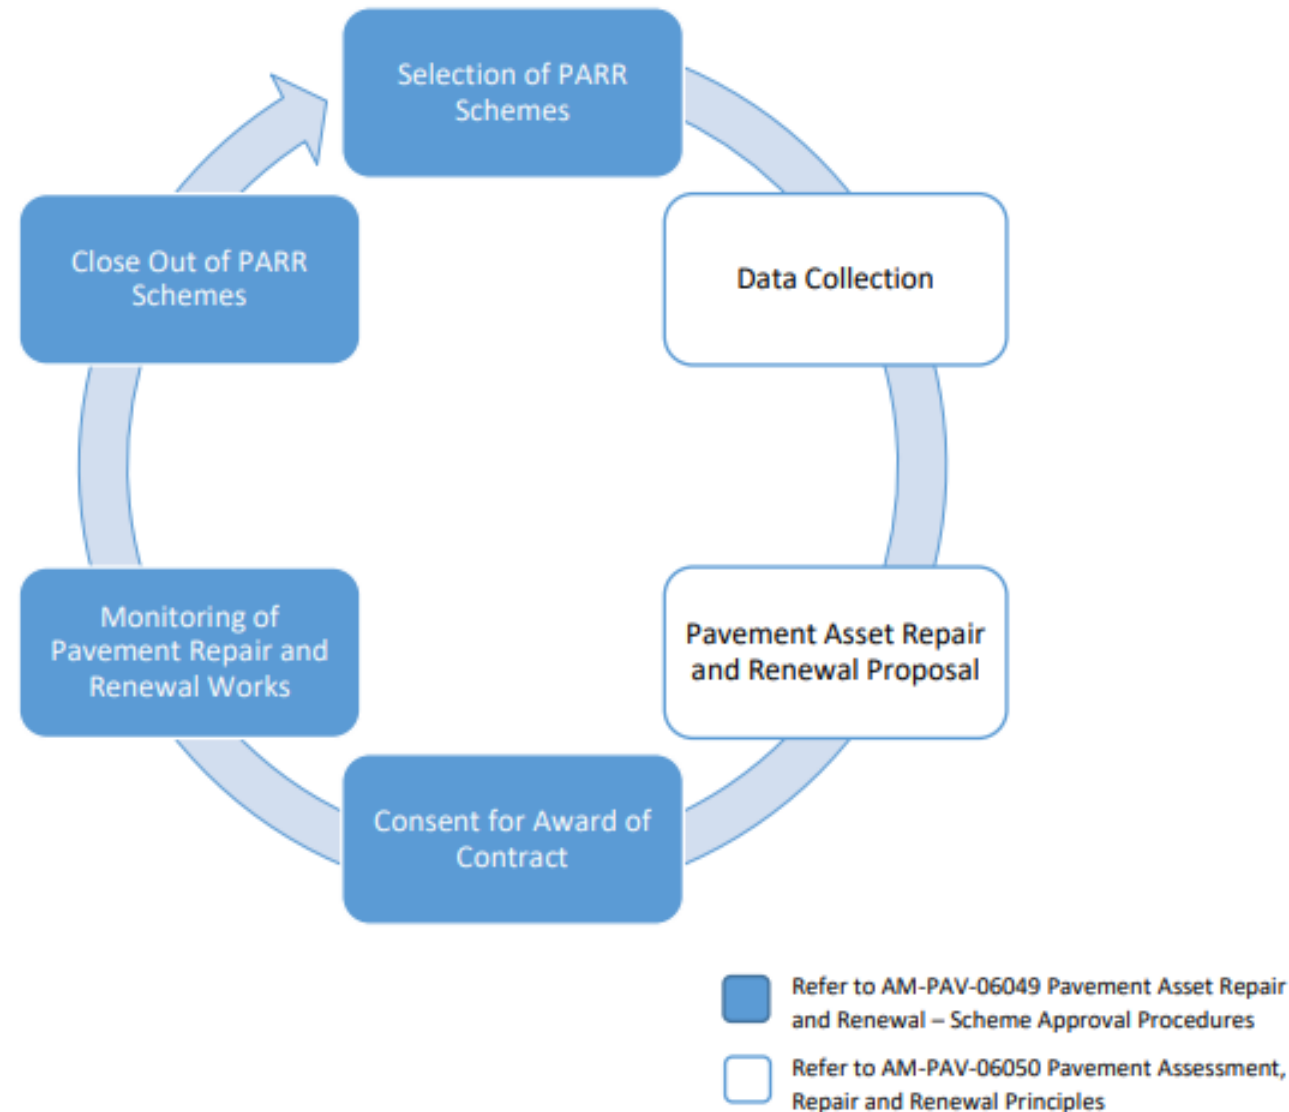 Selection of PARR
Schemes
Data Collection
Pavement Asset Repair
and Renewal Proposal
Consent for Award of
Contract
Monitoring of
Pavement Repair and
Renewal Works
Close Out of PARR
Schemes
Refer to AM-PAV-06049 Pavement Asset Repair
and Renewal – Scheme Approval Procedures
Refer to AM-PAV-06050 Pavement Assessment,
Repair and Renewal Principles